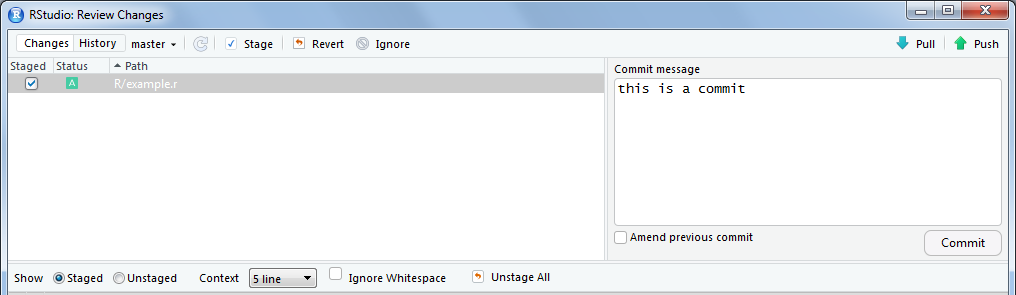 RStudio: Review Changes
Changes History master Stage Revert Ignore Pull Push
Staged Status Path
A R/example.r
Commit message
this is a commit
Amend previous commit
Commit
Show Staged Unstaged Context 5 line Ignore Whitespace Unstage All